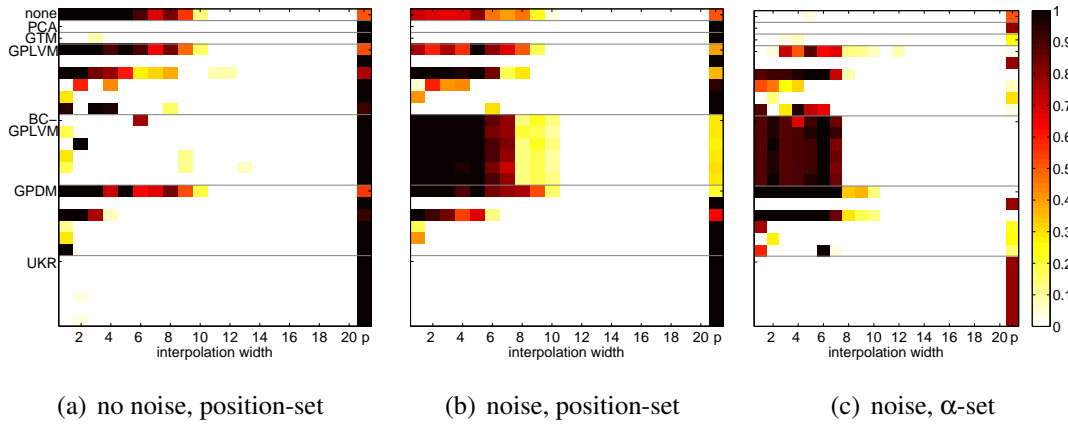 none
PCA
GTM
GPLVM
BC-
GPLVM
GPDM
UKR
2 4 6 8 10 12 14 16 18 20 p
interpolation width
2 4 6 8 10 12 14 16 18 20 p
interpolation width
2 4 6 8 10 12 14 16 18 20 p
interpolation width
1
0.9
0.8
0.7
0.6
0.5
0.4
0.3
0.2
0.1
0
(a) no noise, position-set
(b) noise, position-set
(c) noise, α-set